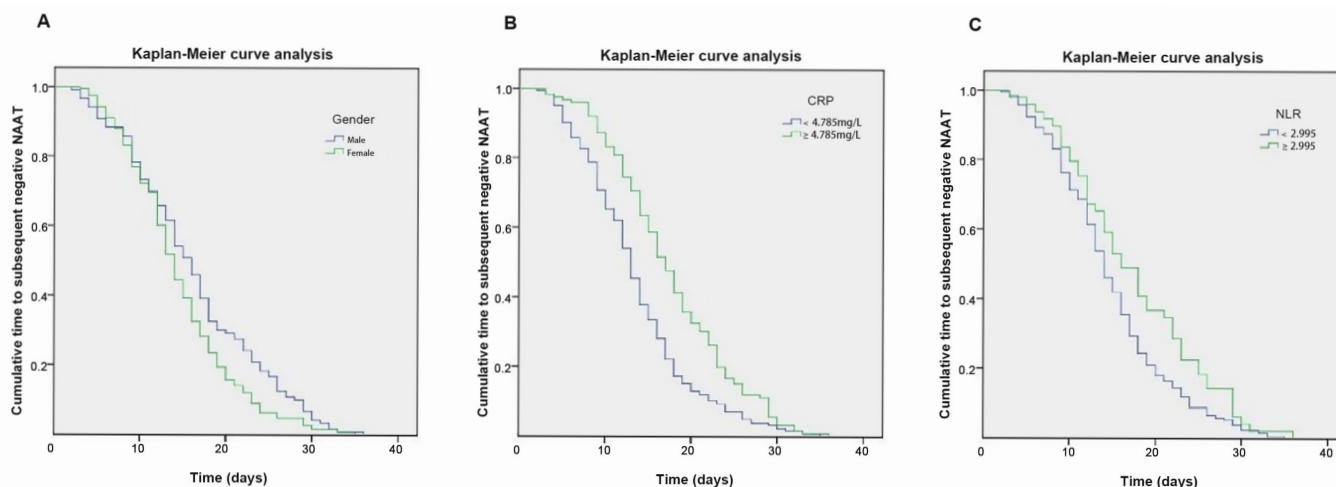 A
Kaplan-Meier curve analysis
Cumulative time to subsequent negative NAAT
1.0
0.8
0.6
0.4
0.2
Gender
Male
Female
0
10
20
30
40
Time (days)
B
Kaplan-Meier curve analysis
Cumulative time to subsequent negative NAAT
1.0
0.8
0.6
0.4
0.2
CRP
< 4.785mg/L
≥ 4.785mg/L
0
10
20
30
40
Time (days)
C
Kaplan-Meier curve analysis
Cumulative time to subsequent negative NAAT
1.0
0.8
0.6
0.4
0.2
NLR
< 2.995
≥ 2.995
0
10
20
30
40
Time (days)